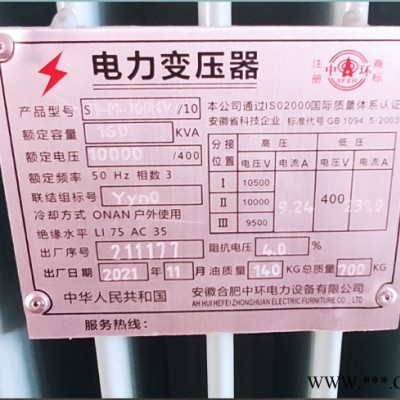 电力变压器
注册 中环 商标
ZFZH
产品型号 S11-M-160KV/10
本公司通过ISO2000国际质量体系认证
额定容量 160 KVA
安徽省科技企业 标准代号GB 1094.5-2003
额定电压 10000/400
额定频率 50 Hz 相数 3
联结组标号 Yyn0
冷却方式 ONAN 户外使用
绝缘水平 LI 75 AC 35
分接位置 高压 低压
电压V 电流A 电压V 电流A
I 10500
II 10000 9.24 400 231.0
III 9500
出厂序号 211177 阻抗电压 4.0 %
出厂日期 2021 年 11 月 油质量 140 KG 总质量 700 KG
中华人民共和国 安徽合肥中环电力设备有限公司
AH HUI HEFEI ZHONGHUAN ELECTRIC FURNITURE CO ., LTD
服务热线:
www.***.c